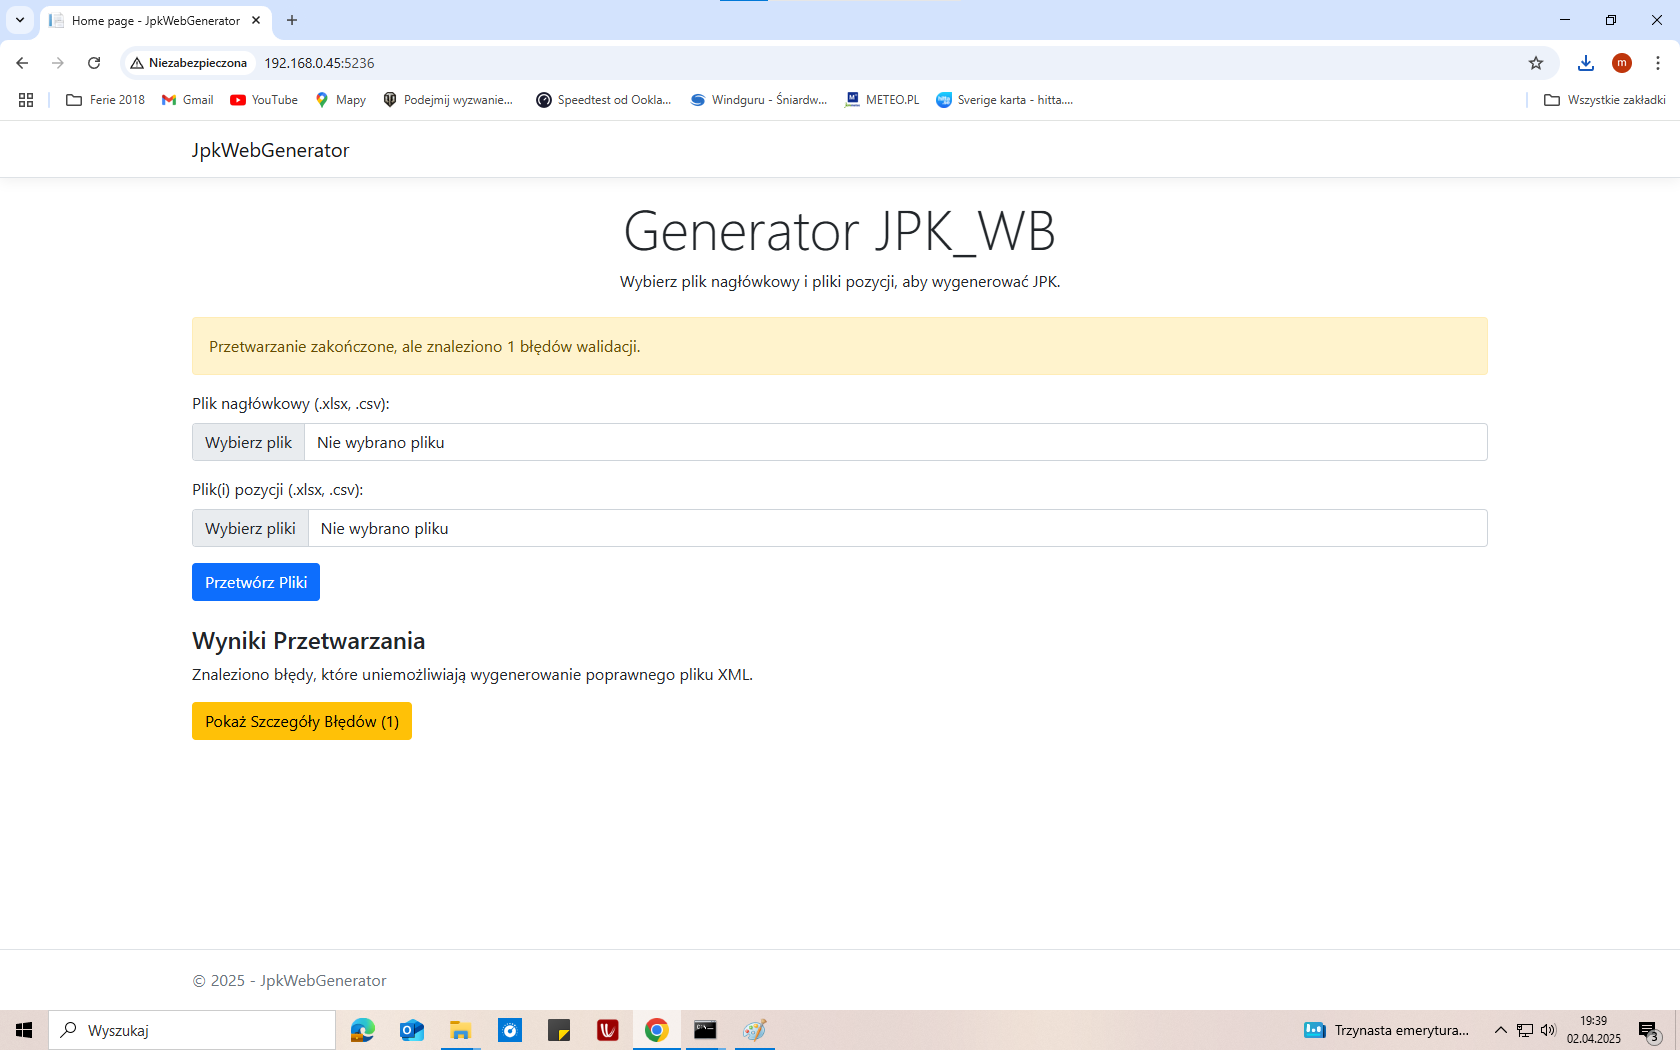 Home page - JpkWebGenerator
Niezabezpieczona
192.168.0.45:5236
m
Ferie 2018
Gmail
YouTube
Mapy
Podejmij wyzwanie...
Speedtest od Ookla...
Windguru - Śniardw...
METEO.PL
Sverige karta - hitta....
Wszystkie zakładki
JpkWebGenerator
Generator JPK_WB
Wybierz plik nagłówkowy i pliki pozycji, aby wygenerować JPK.
Przetwarzanie zakończone, ale znaleziono 1 błędów walidacji.
Plik nagłówkowy (.xlsx, .csv):
Wybierz plik
Nie wybrano pliku
Plik(i) pozycji (.xlsx, .csv):
Wybierz pliki
Nie wybrano pliku
Przetwórz Pliki
Wyniki Przetwarzania
Znaleziono błędy, które uniemożliwiają wygenerowanie poprawnego pliku XML.
Pokaż Szczegóły Błędów (1)
© 2025 - JpkWebGenerator
Wyszukaj
Trzynasta emerytura...
19:39
02.04.2025
3